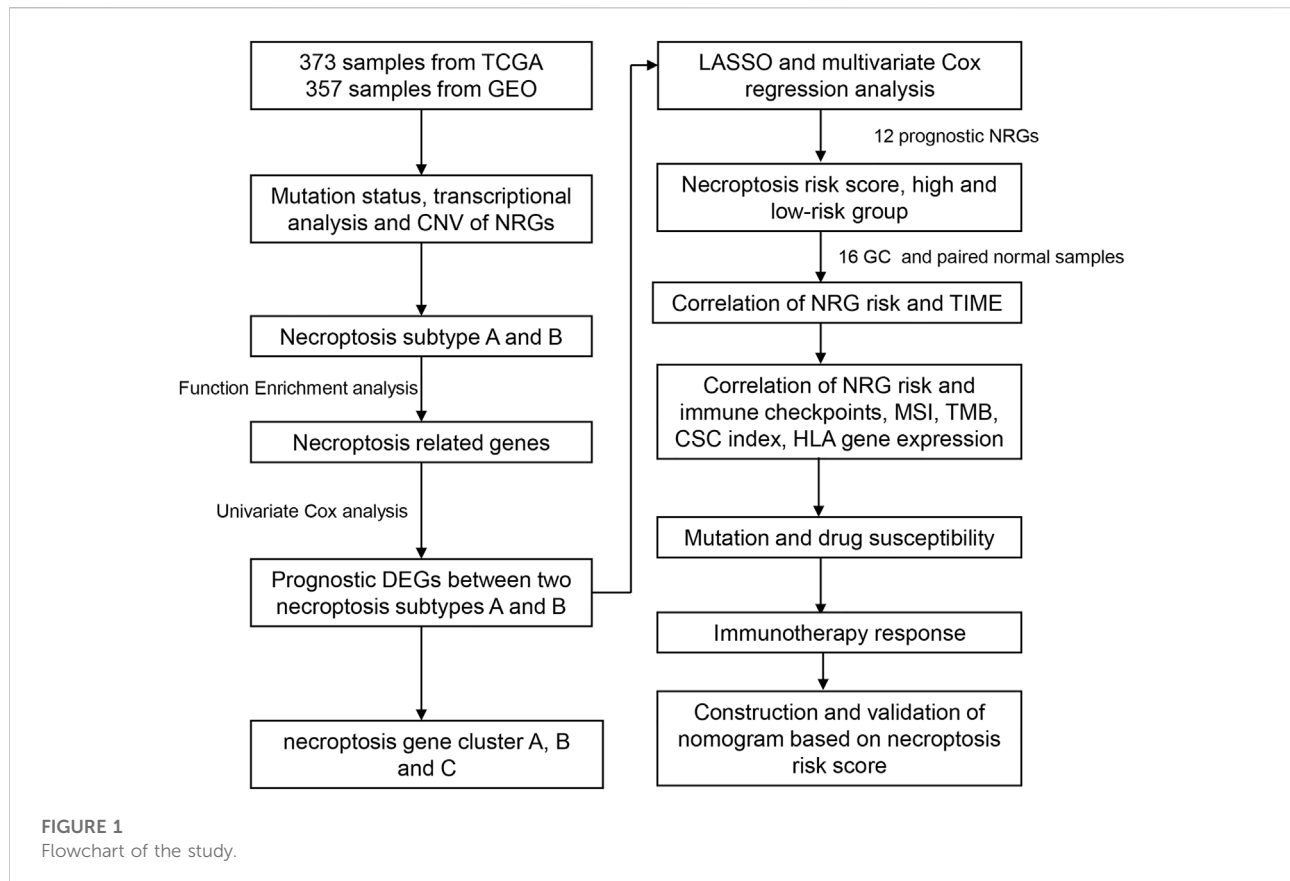 373 samples from TCGA
357 samples from GEO
Mutation status, transcriptional
analysis and CNV of NRGs
Necroptosis subtype A and B
Function Enrichment analysis
Necroptosis related genes
Univariate Cox analysis
Prognostic DEGs between two
necroptosis subtypes A and B
necroptosis gene cluster A, B
and C
LASSO and multivariate Cox
regression analysis
12 prognostic NRGs
Necroptosis risk score, high and
low-risk group
16 GC and paired normal samples
Correlation of NRG risk and TIME
Correlation of NRG risk and
immune checkpoints, MSI, TMB,
CSC index, HLA gene expression
Mutation and drug susceptibility
Immunotherapy response
Construction and validation of
nomogram based on necroptosis
risk score
FIGURE 1
Flowchart of the study.